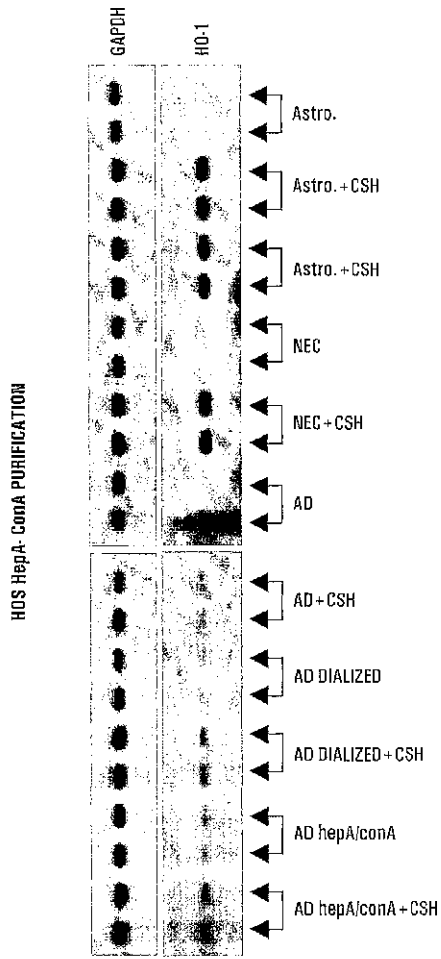 HOS HepA- ConA PURIFICATION
GAPDH
HO-1
Astro.
Astro. + CSH
Astro. + CSH
NEC
NEC + CSH
AD
AD + CSH
AD DIALIZED
AD DIALIZED + CSH
AD hepA/conA
AD hepA/conA + CSH